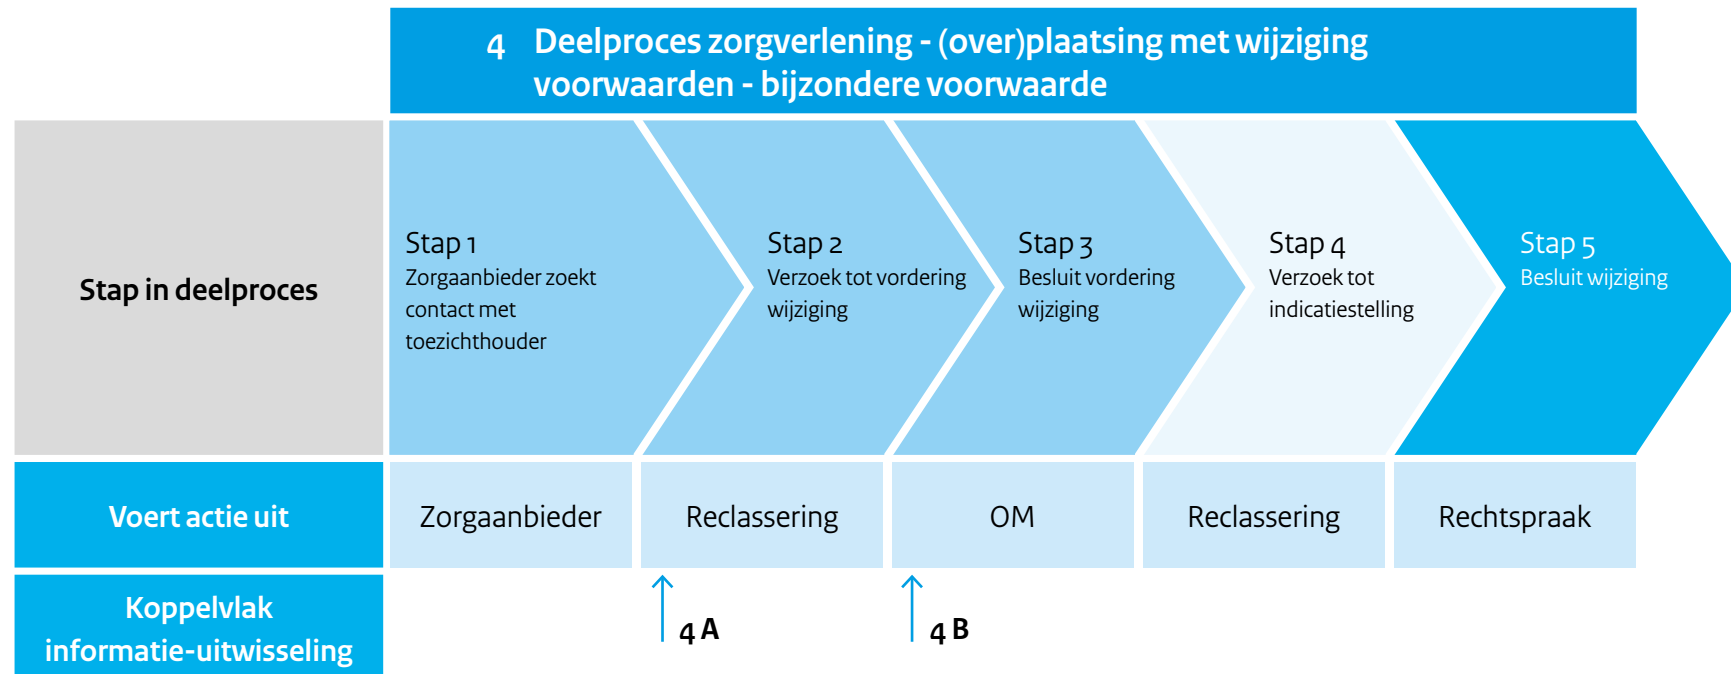 4 Deelproces zorgverlening - (over)plaatsing met wijziging
voorwaarden - bijzondere voorwaarde
Stap in deelproces
Stap 1
Zorgaanbieder zoekt
contact met
toezichthouder
Stap 2
Verzoek tot vordering
wijziging
Stap 3
Besluit vordering
wijziging
Stap 4
Verzoek tot
indicatiestelling
Stap 5
Besluit wijziging
Voert actie uit
Zorgaanbieder
Reclassering
OM
Reclassering
Rechtspraak
Koppelvlak
informatie-uitwisseling
4 A
4 B